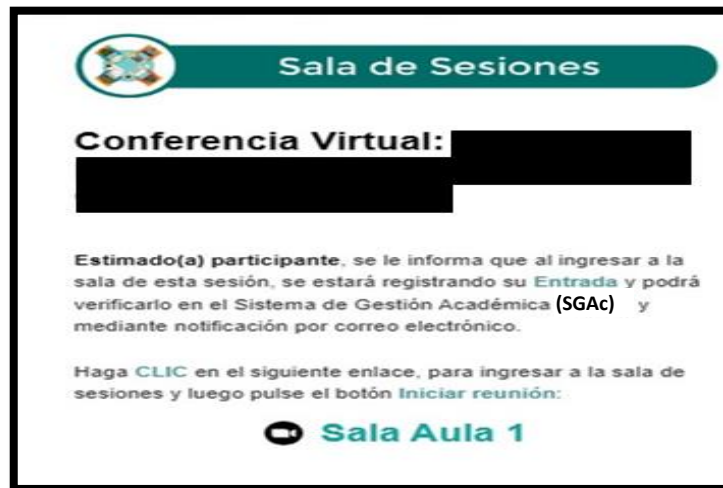 Sala de Sesiones
Conferencia Virtual:
Estimado(a) participante, se le informa que al ingresar a la
sala de esta sesión, se estará registrando su Entrada y podrá
verificarlo en el Sistema de Gestión Académica (SGAc) y
mediante notificación por correo electrónico.
Haga CLIC en el siguiente enlace, para ingresar a la sala de
sesiones y luego pulse el botón Iniciar reunión:
Sala Aula 1